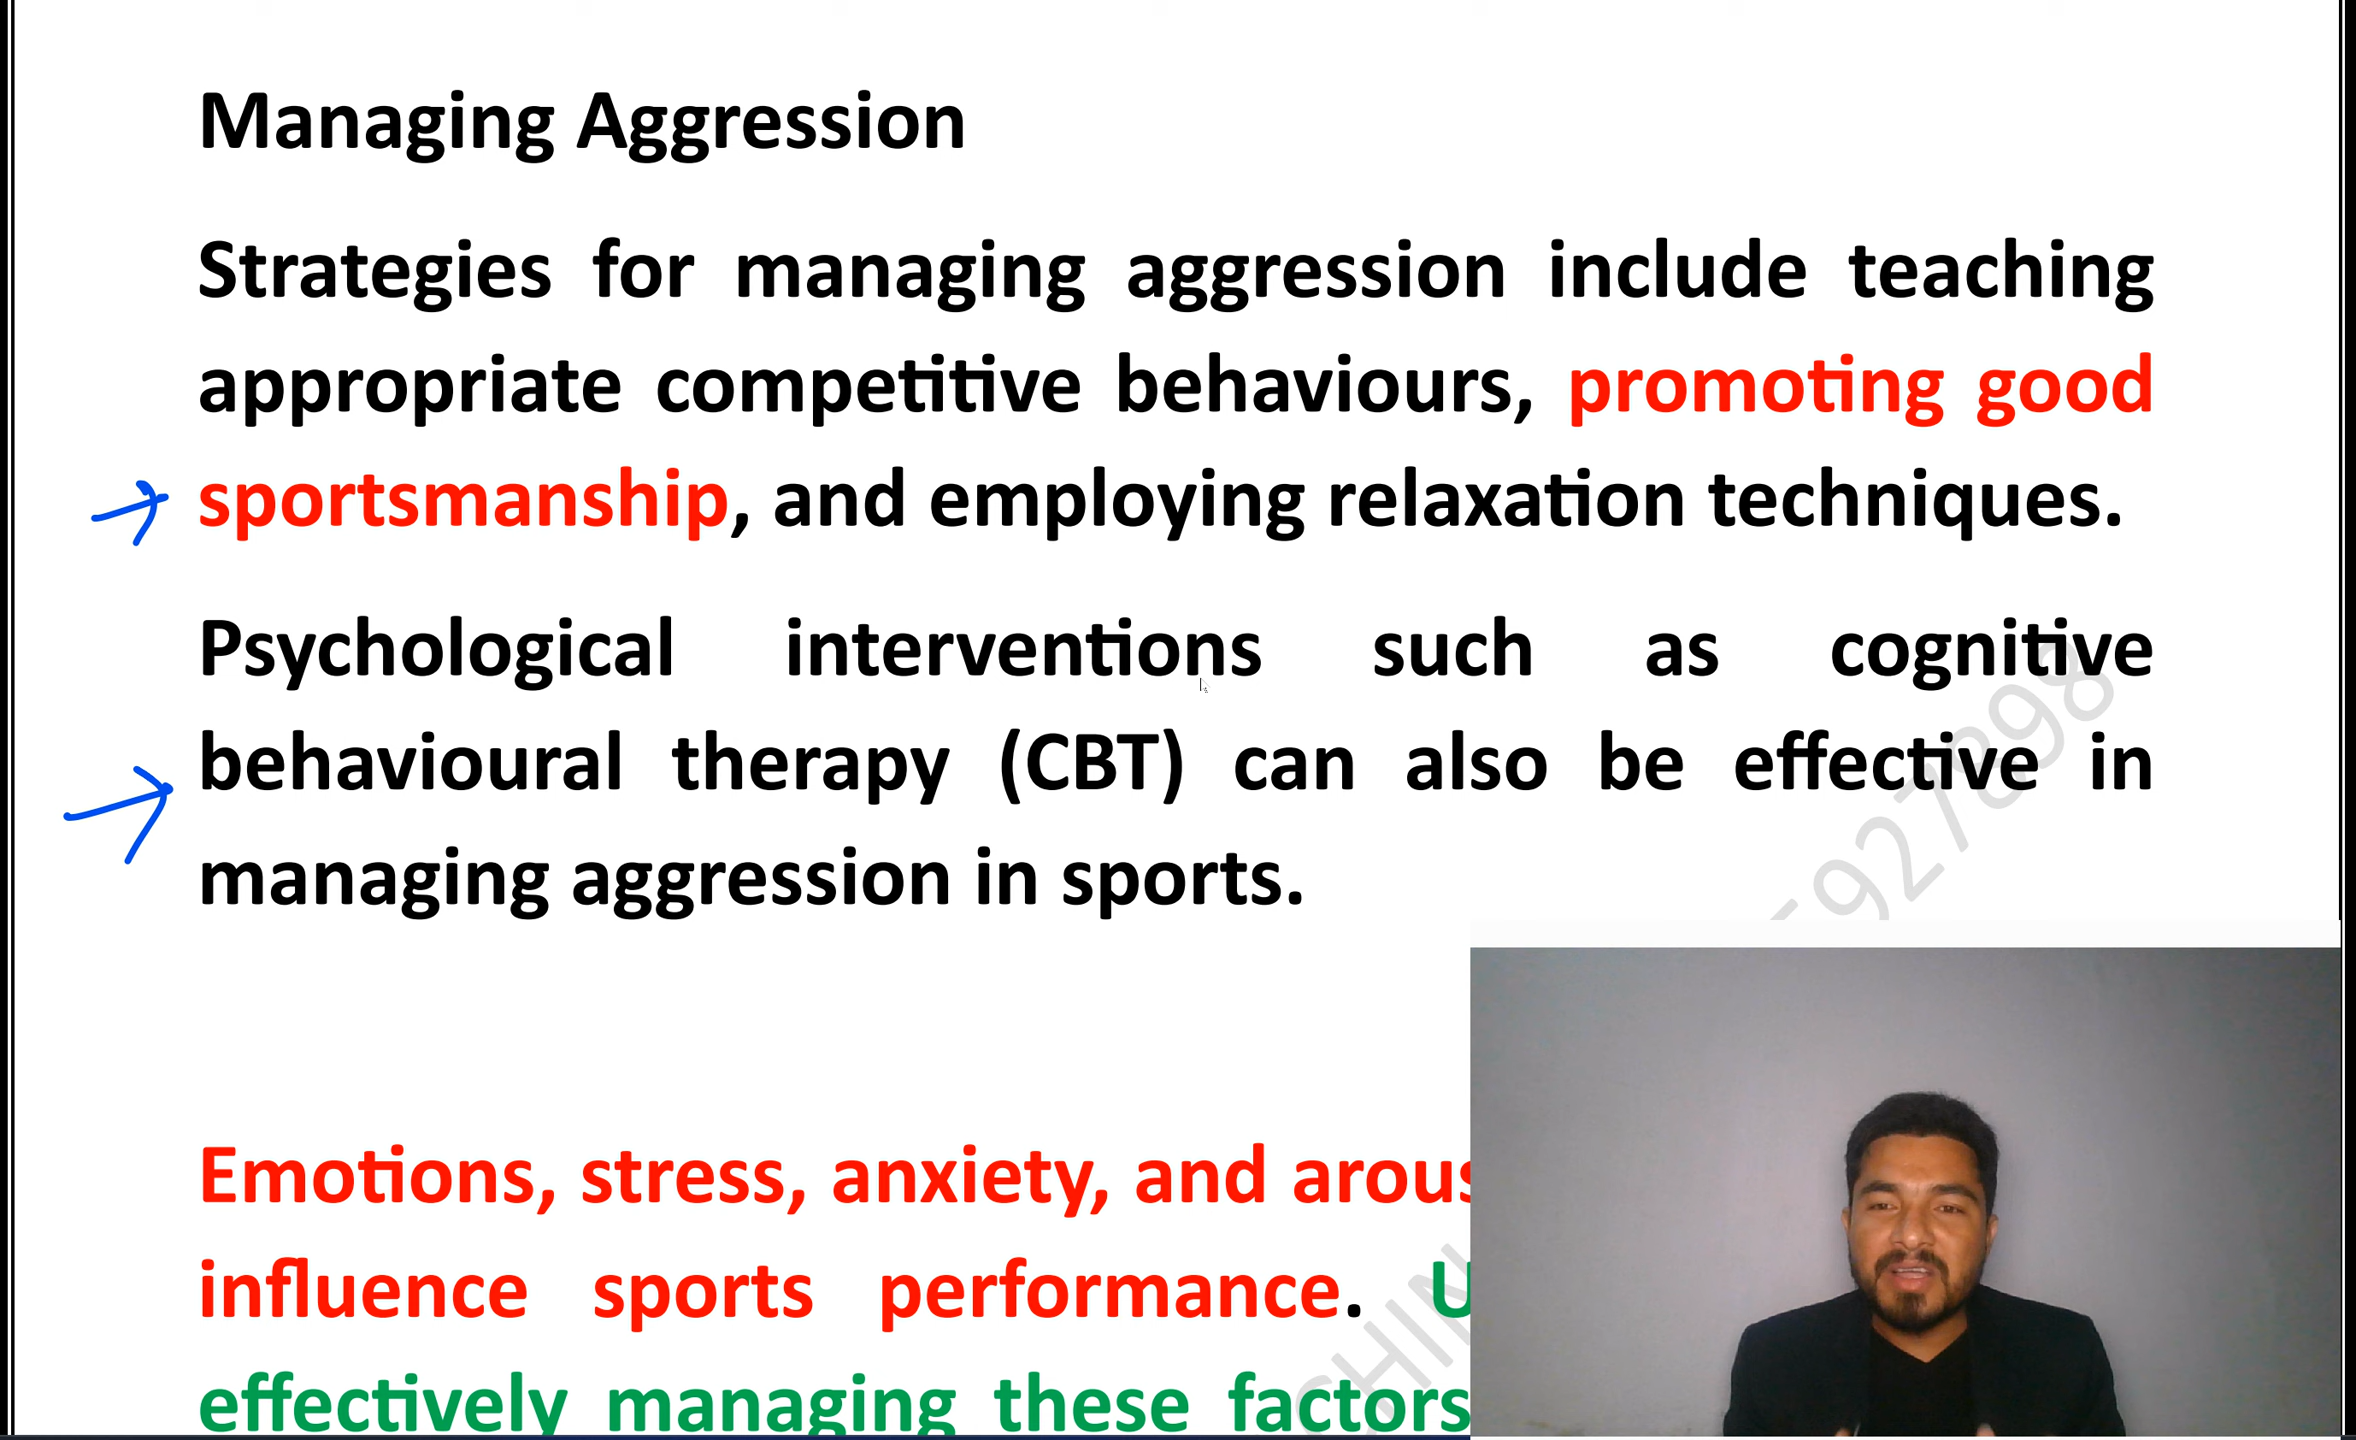 Managing Aggression
Strategies for managing aggression include teaching
appropriate competitive behaviours, promoting good
sportsmanship, and employing relaxation techniques.
Psychological interventions such as cognitive
behavioural therapy (CBT) can also be effective in
managing aggression in sports.
Emotions, stress, anxiety, and
influence sports performance.
effectively managing these factors